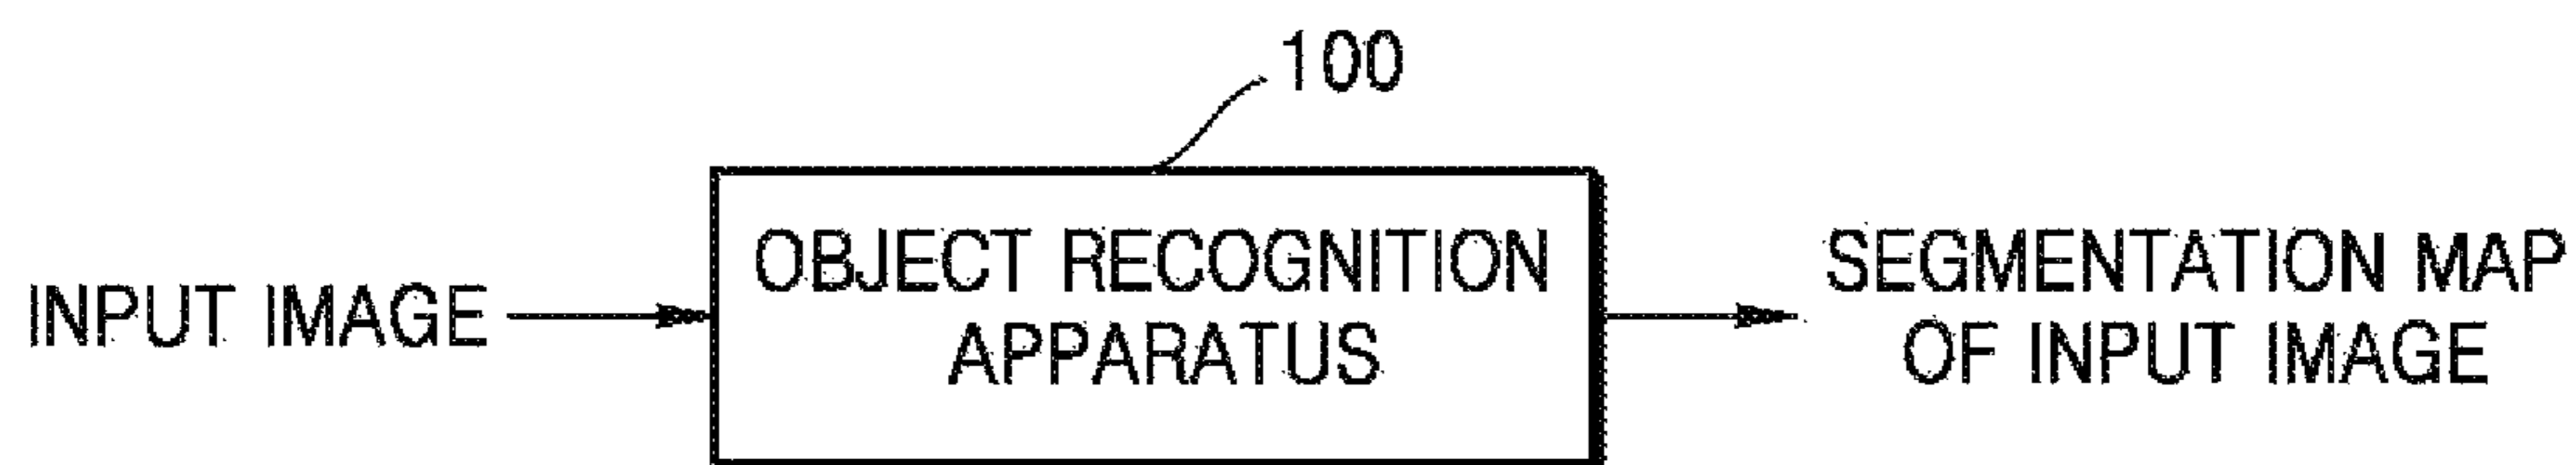 100
INPUT IMAGE
OBJECT RECOGNITION
APPARATUS
SEGMENTATION MAP
OF INPUT IMAGE